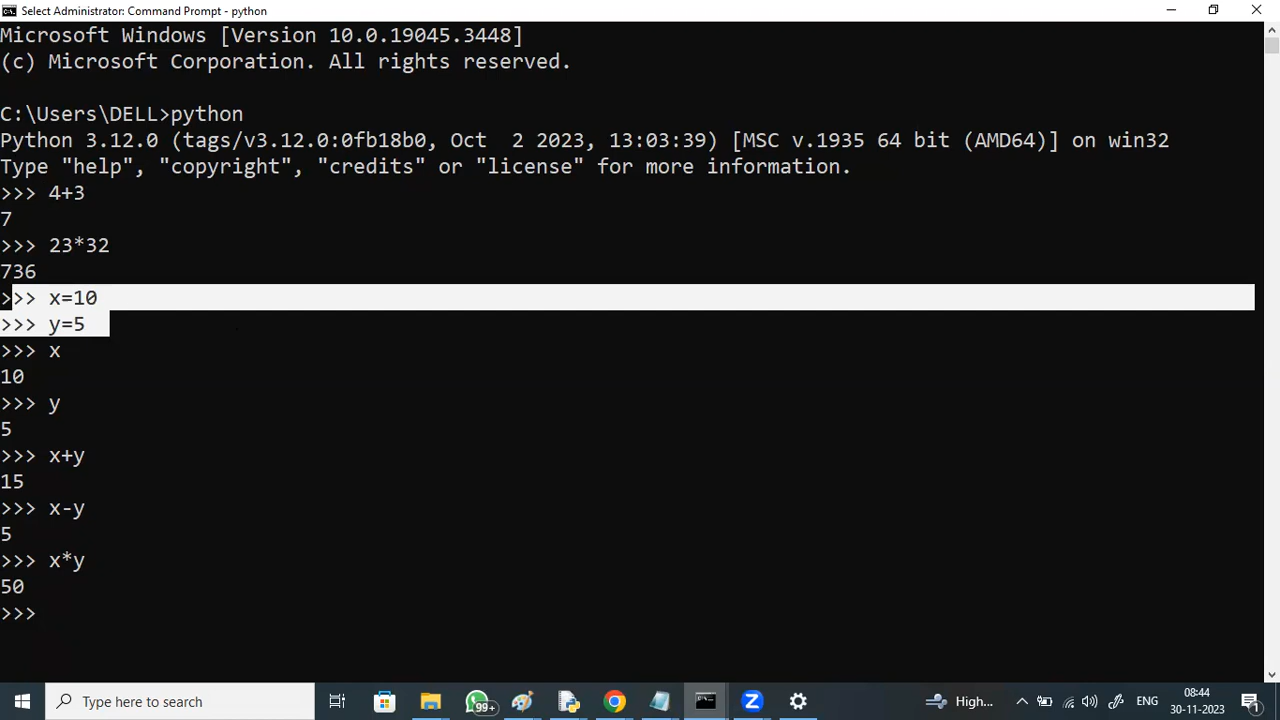 Select Administrator: Command Prompt - python
Microsoft Windows [Version 10.0.19045.3448]
(c) Microsoft Corporation. All rights reserved.
C:\Users\DELL>python
Python 3.12.0 (tags/v3.12.0:0fb18b0, Oct  2 2023, 13:03:39) [MSC v.1935 64 bit (AMD64)] on win32
Type "help", "copyright", "credits" or "license" for more information.
>>> 4+3
7
>>> 23*32
736
>>> x=10
>>> y=5
>>> x
10
>>> y
5
>>> x+y
15
>>> x-y
5
>>> x*y
50
>>>
Type here to search
99+
High...
ENG
08:44
30-11-2023
1